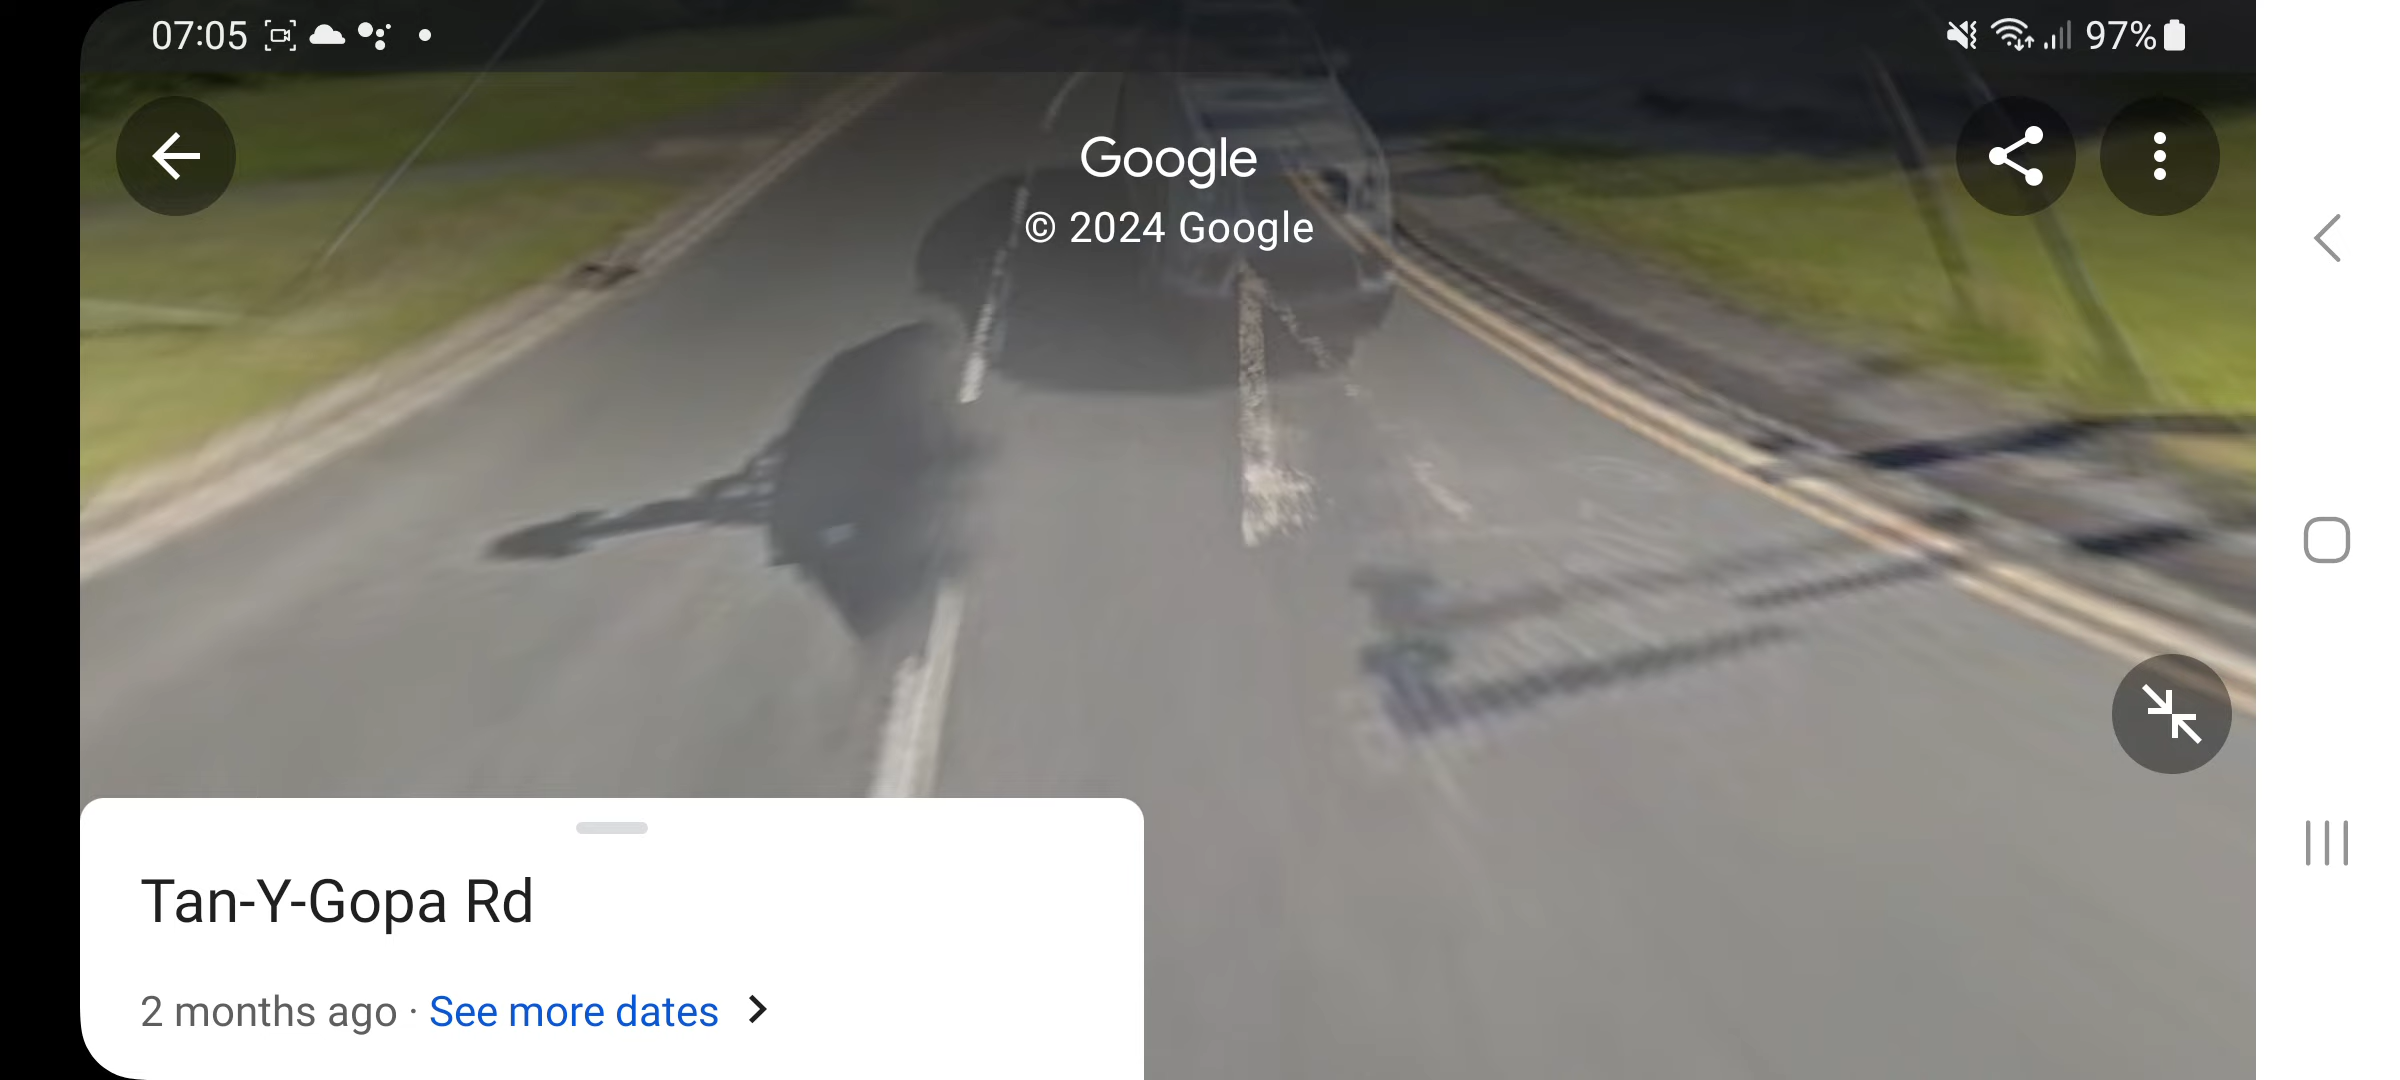 07:05
97%
Google
© 2024 Google
Tan-Y-Gopa Rd
2 months ago · See more dates